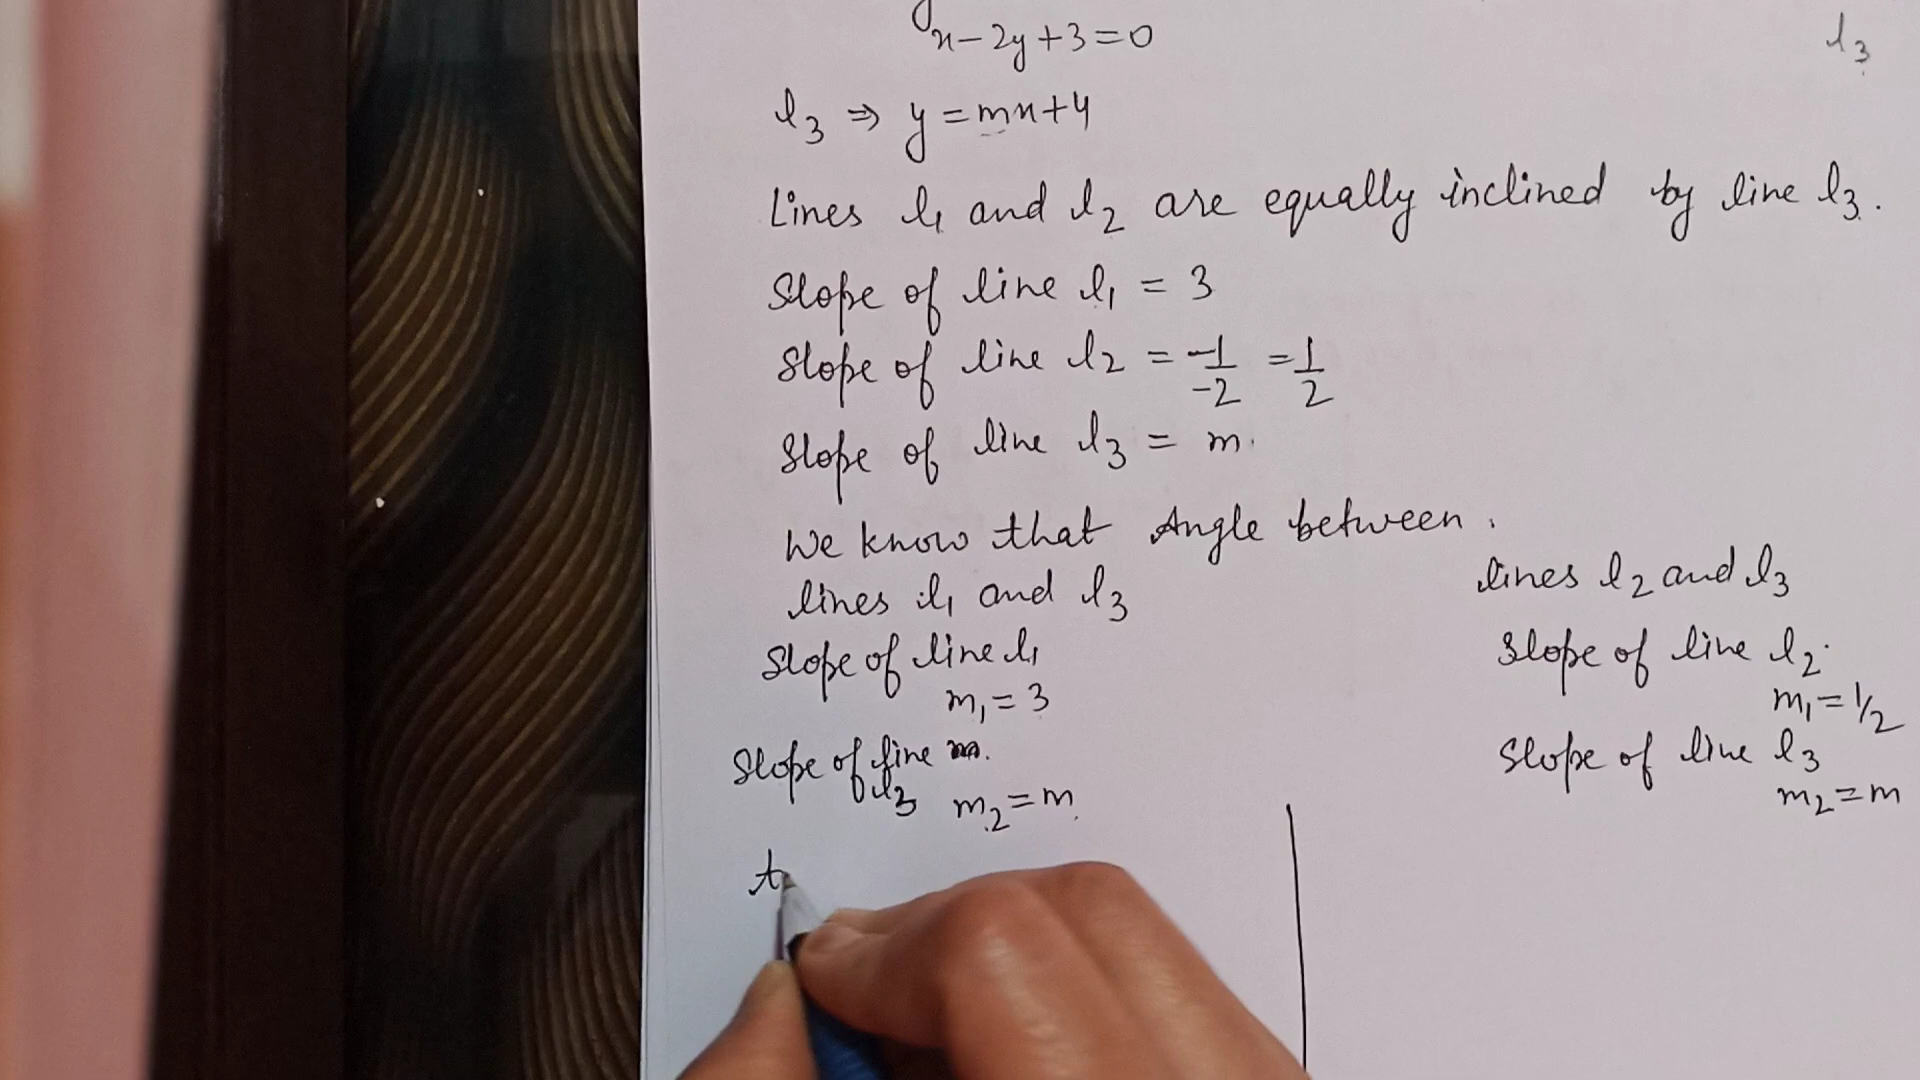 x-2y+3=0
l3
l3 ⇒ y=mx+4
Lines l1 and l2 are equally inclined by line l3.
Slope of line l1 = 3
Slope of line l2 = -1/-2 = 1/2
Slope of line l3 = m.
We know that Angle between.
lines l1 and l3
lines l2 and l3
Slope of line l1
m1=3
Slope of line
l3 m2=m
Slope of line l2.
m1=1/2
Slope of line l3
m2=m